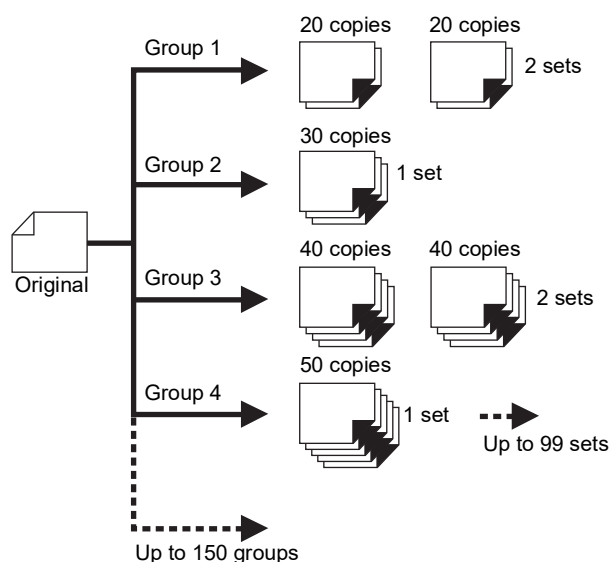 20 copies 20 copies
Group 1
2 sets
30 copies
Group 2
1 set
Original
40 copies 40 copies
Group 3
2 sets
50 copies
Group 4
1 set
Up to 99 sets
Up to 150 groups